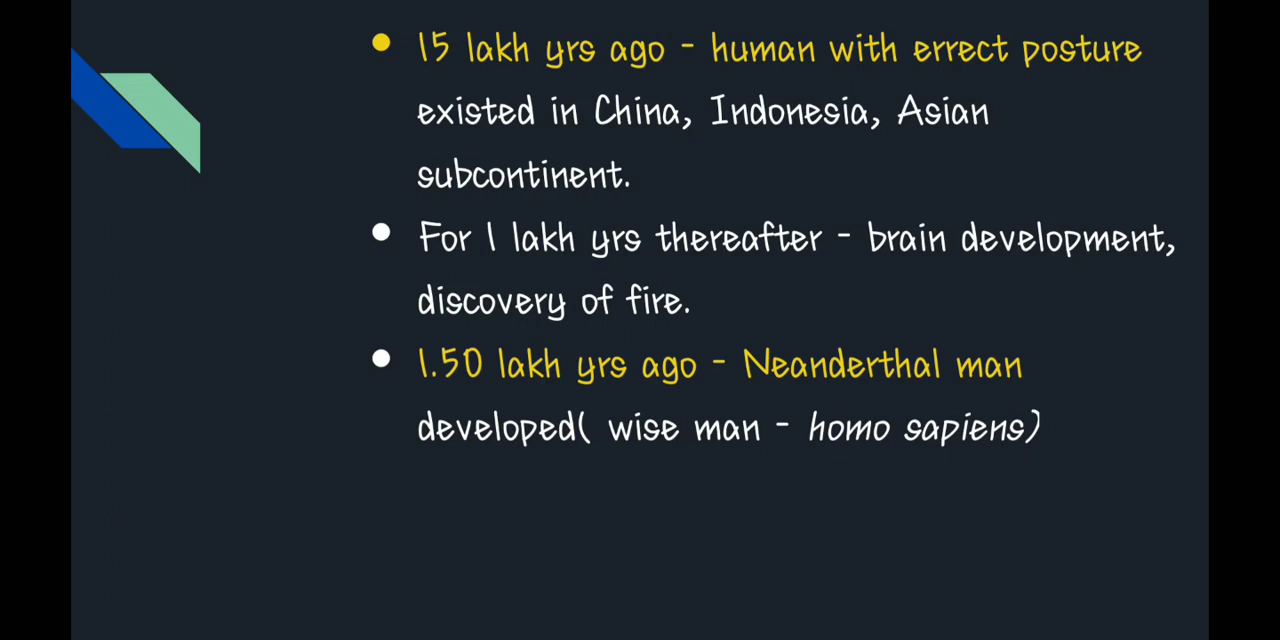 • 15 lakh yrs ago - human with errect posture
existed in China, Indonesia, Asian
subcontinent.
• For 1 lakh yrs thereafter - brain development,
discovery of fire.
• 1.50 lakh yrs ago - Neanderthal man
developed( wise man - homo sapiens)